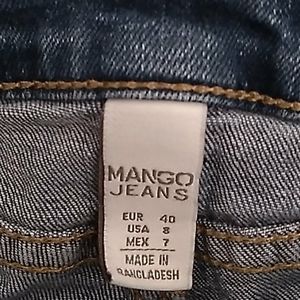 MANGO
JEANS
EUR 40
USA 8
MEX 7
MADE IN
BANGLADESH